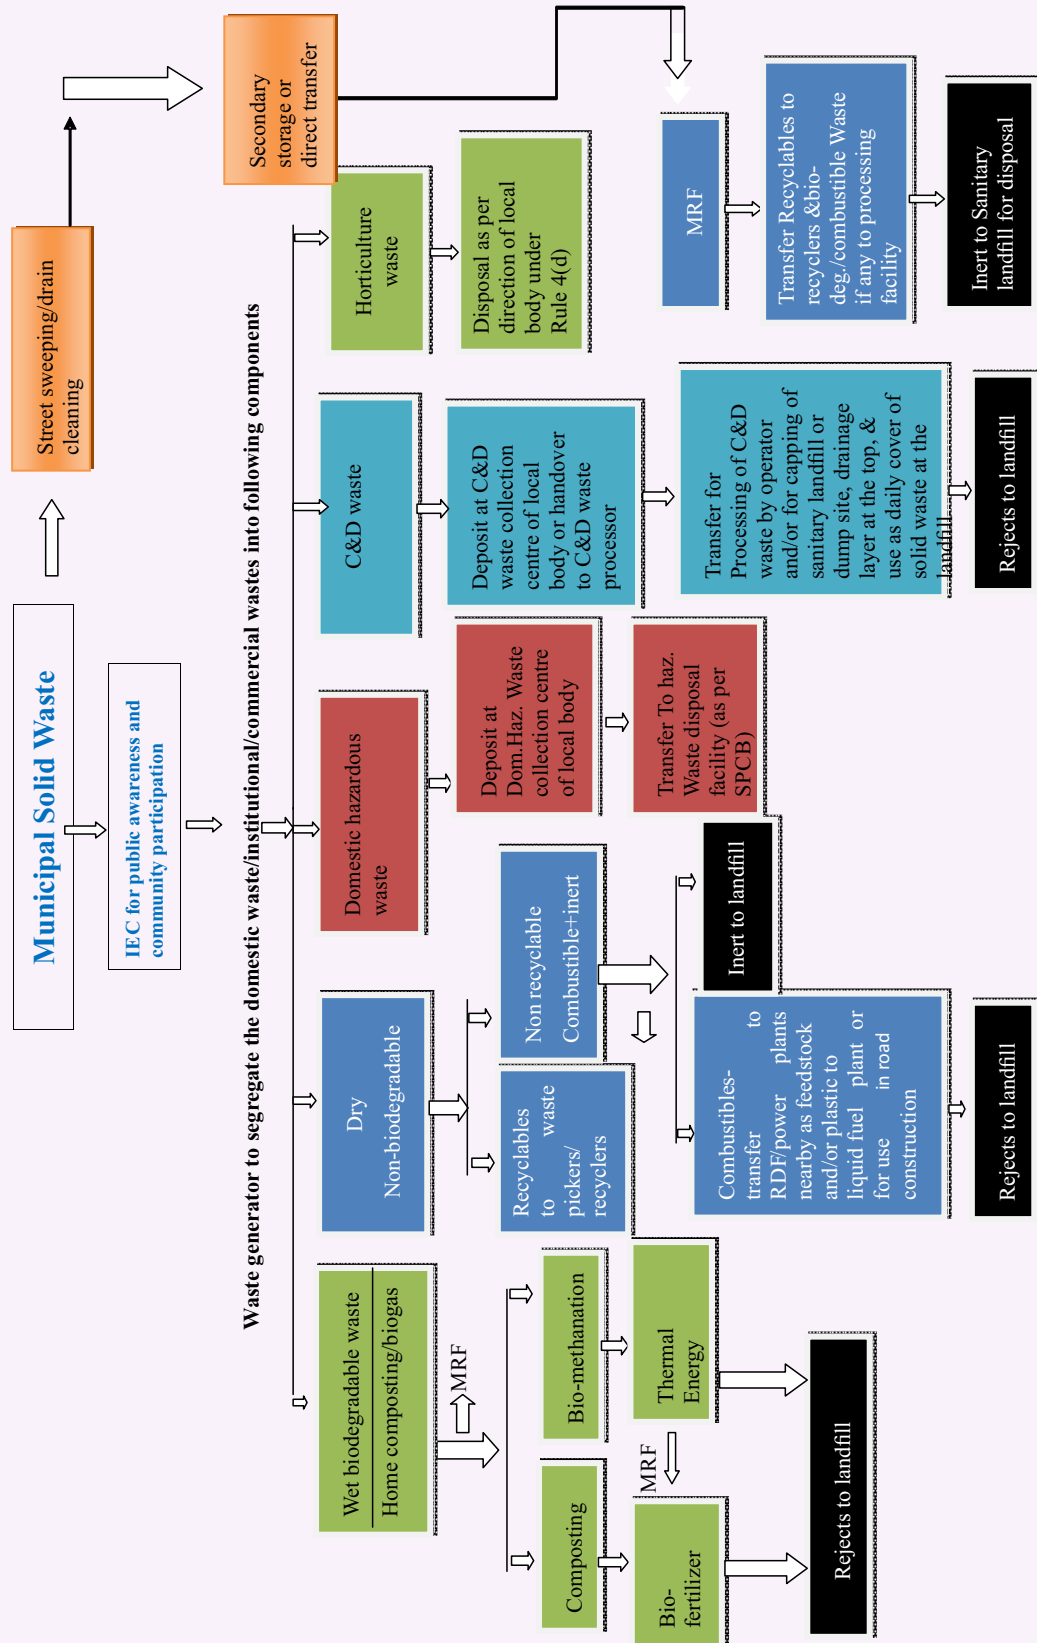 Municipal Solid Waste
Street sweeping/drain
cleaning
IEC for public awareness and
community participation
Secondary
storage or
direct transfer
Waste generator to segregate the domestic waste/institutional/commercial wastes into following components
Wet biodegradable waste
Home composting/biogas
MRF
Composting
Bio-methanation
Bio-
fertilizer
MRF
Thermal
Energy
Rejects to landfill
Dry
Non-biodegradable
Recyclables
to waste
pickers/
recyclers
Non recyclable
Combustible+inert
Combustibles-
transfer to
RDF/power plants
nearby as feedstock
and/or plastic to
liquid fuel plant or
for use in road
construction
Inert to landfill
Rejects to landfill
Domestic hazardous
waste
Deposit at
Dom.Haz. Waste
collection centre
of local body
Transfer To haz.
Waste disposal
facility (as per
SPCB)
C&D waste
Deposit at C&D
waste collection
centre of local
body or handover
to C&D waste
processor
Transfer for
Processing of C&D
waste by operator
and/or for capping of
sanitary landfill or
dump site, drainage
layer at the top, &
use as daily cover of
solid waste at the
landfill
Rejects to landfill
Horticulture
waste
Disposal as per
direction of local
body under
Rule 4(d)
MRF
Transfer Recyclables to
recyclers &bio-
deg./combustible Waste
if any to processing
facility
Inert to Sanitary
landfill for disposal